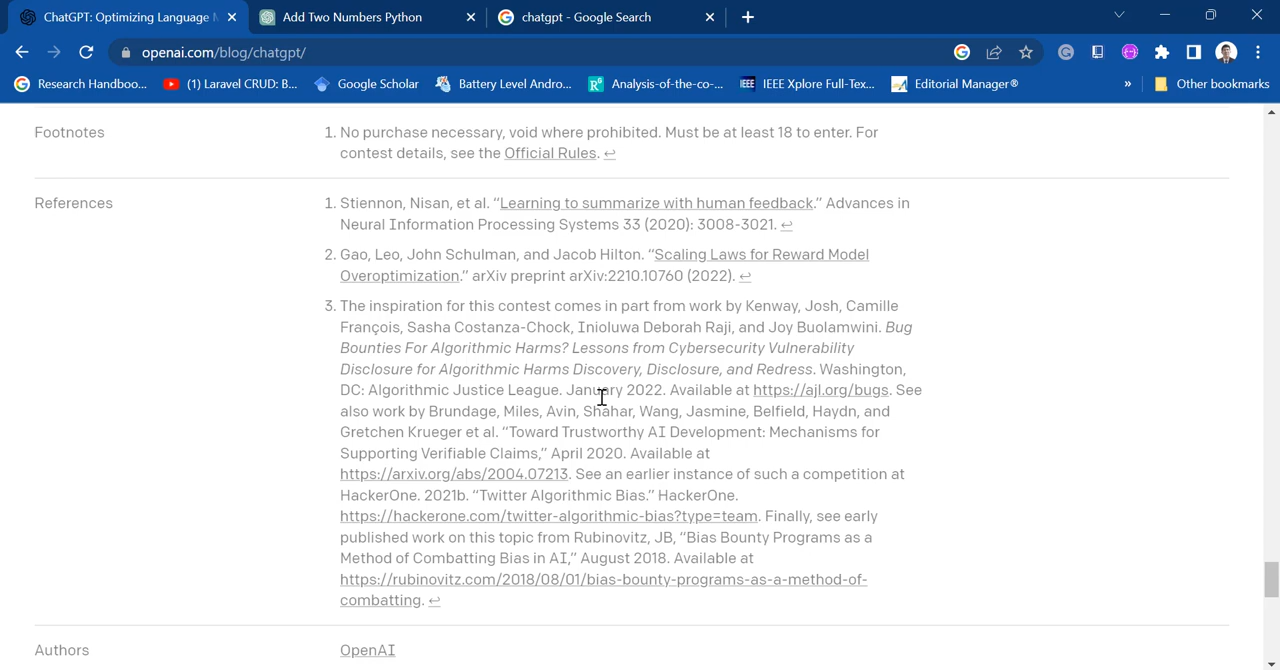 ChatGPT: Optimizing Language
Add Two Numbers Python
chatgpt - Google Search
openai.com/blog/chatgpt/
Research Handboo...
(1) Laravel CRUD: B...
Google Scholar
Battery Level Andro...
Analysis-of-the-co-...
IEEE Xplore Full-Tex...
Editorial Manager®
»
Other bookmarks
Footnotes
1. No purchase necessary, void where prohibited. Must be at least 18 to enter. For
contest details, see the Official Rules. ↩
References
1. Stiennon, Nisan, et al. “Learning to summarize with human feedback.” Advances in
Neural Information Processing Systems 33 (2020): 3008-3021. ↩
2. Gao, Leo, John Schulman, and Jacob Hilton. “Scaling Laws for Reward Model
Overoptimization.” arXiv preprint arXiv:2210.10760 (2022). ↩
3. The inspiration for this contest comes in part from work by Kenway, Josh, Camille
François, Sasha Costanza-Chock, Inioluwa Deborah Raji, and Joy Buolamwini. Bug
Bounties For Algorithmic Harms? Lessons from Cybersecurity Vulnerability
Disclosure for Algorithmic Harms Discovery, Disclosure, and Redress. Washington,
DC: Algorithmic Justice League. January 2022. Available at https://ajl.org/bugs. See
also work by Brundage, Miles, Avin, Shahar, Wang, Jasmine, Belfield, Haydn, and
Gretchen Krueger et al. “Toward Trustworthy AI Development: Mechanisms for
Supporting Verifiable Claims,” April 2020. Available at
https://arxiv.org/abs/2004.07213. See an earlier instance of such a competition at
HackerOne. 2021b. “Twitter Algorithmic Bias.” HackerOne.
https://hackerone.com/twitter-algorithmic-bias?type=team. Finally, see early
published work on this topic from Rubinovitz, JB, “Bias Bounty Programs as a
Method of Combatting Bias in AI,” August 2018. Available at
https://rubinovitz.com/2018/08/01/bias-bounty-programs-as-a-method-of-
combatting. ↩
Authors
OpenAI